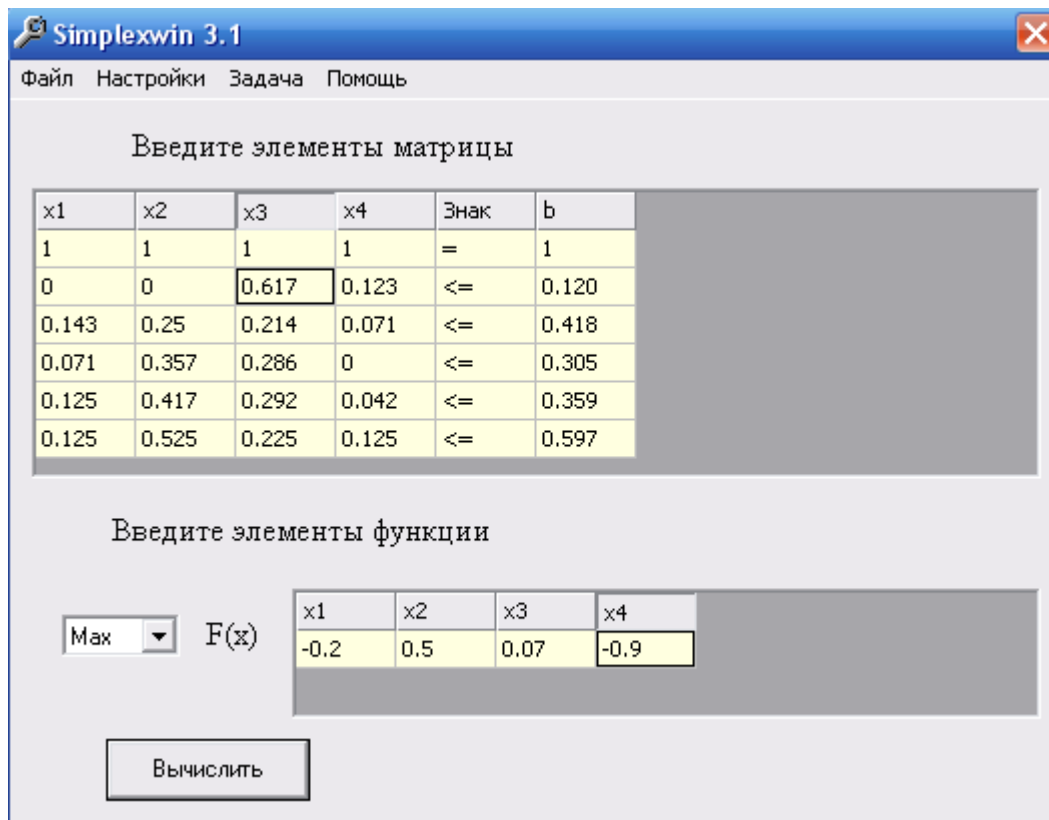 Simplexwin 3.1
Файл Настройки Задача Помощь
Введите элементы матрицы
x1 x2 x3 x4 Знак b
1 1 1 1 = 1
0 0 0.617 0.123 <= 0.120
0.143 0.25 0.214 0.071 <= 0.418
0.071 0.357 0.286 0 <= 0.305
0.125 0.417 0.292 0.042 <= 0.359
0.125 0.525 0.225 0.125 <= 0.597
Введите элементы функции
x1 x2 x3 x4
Max F(x) -0.2 0.5 0.07 -0.9
Вычислить